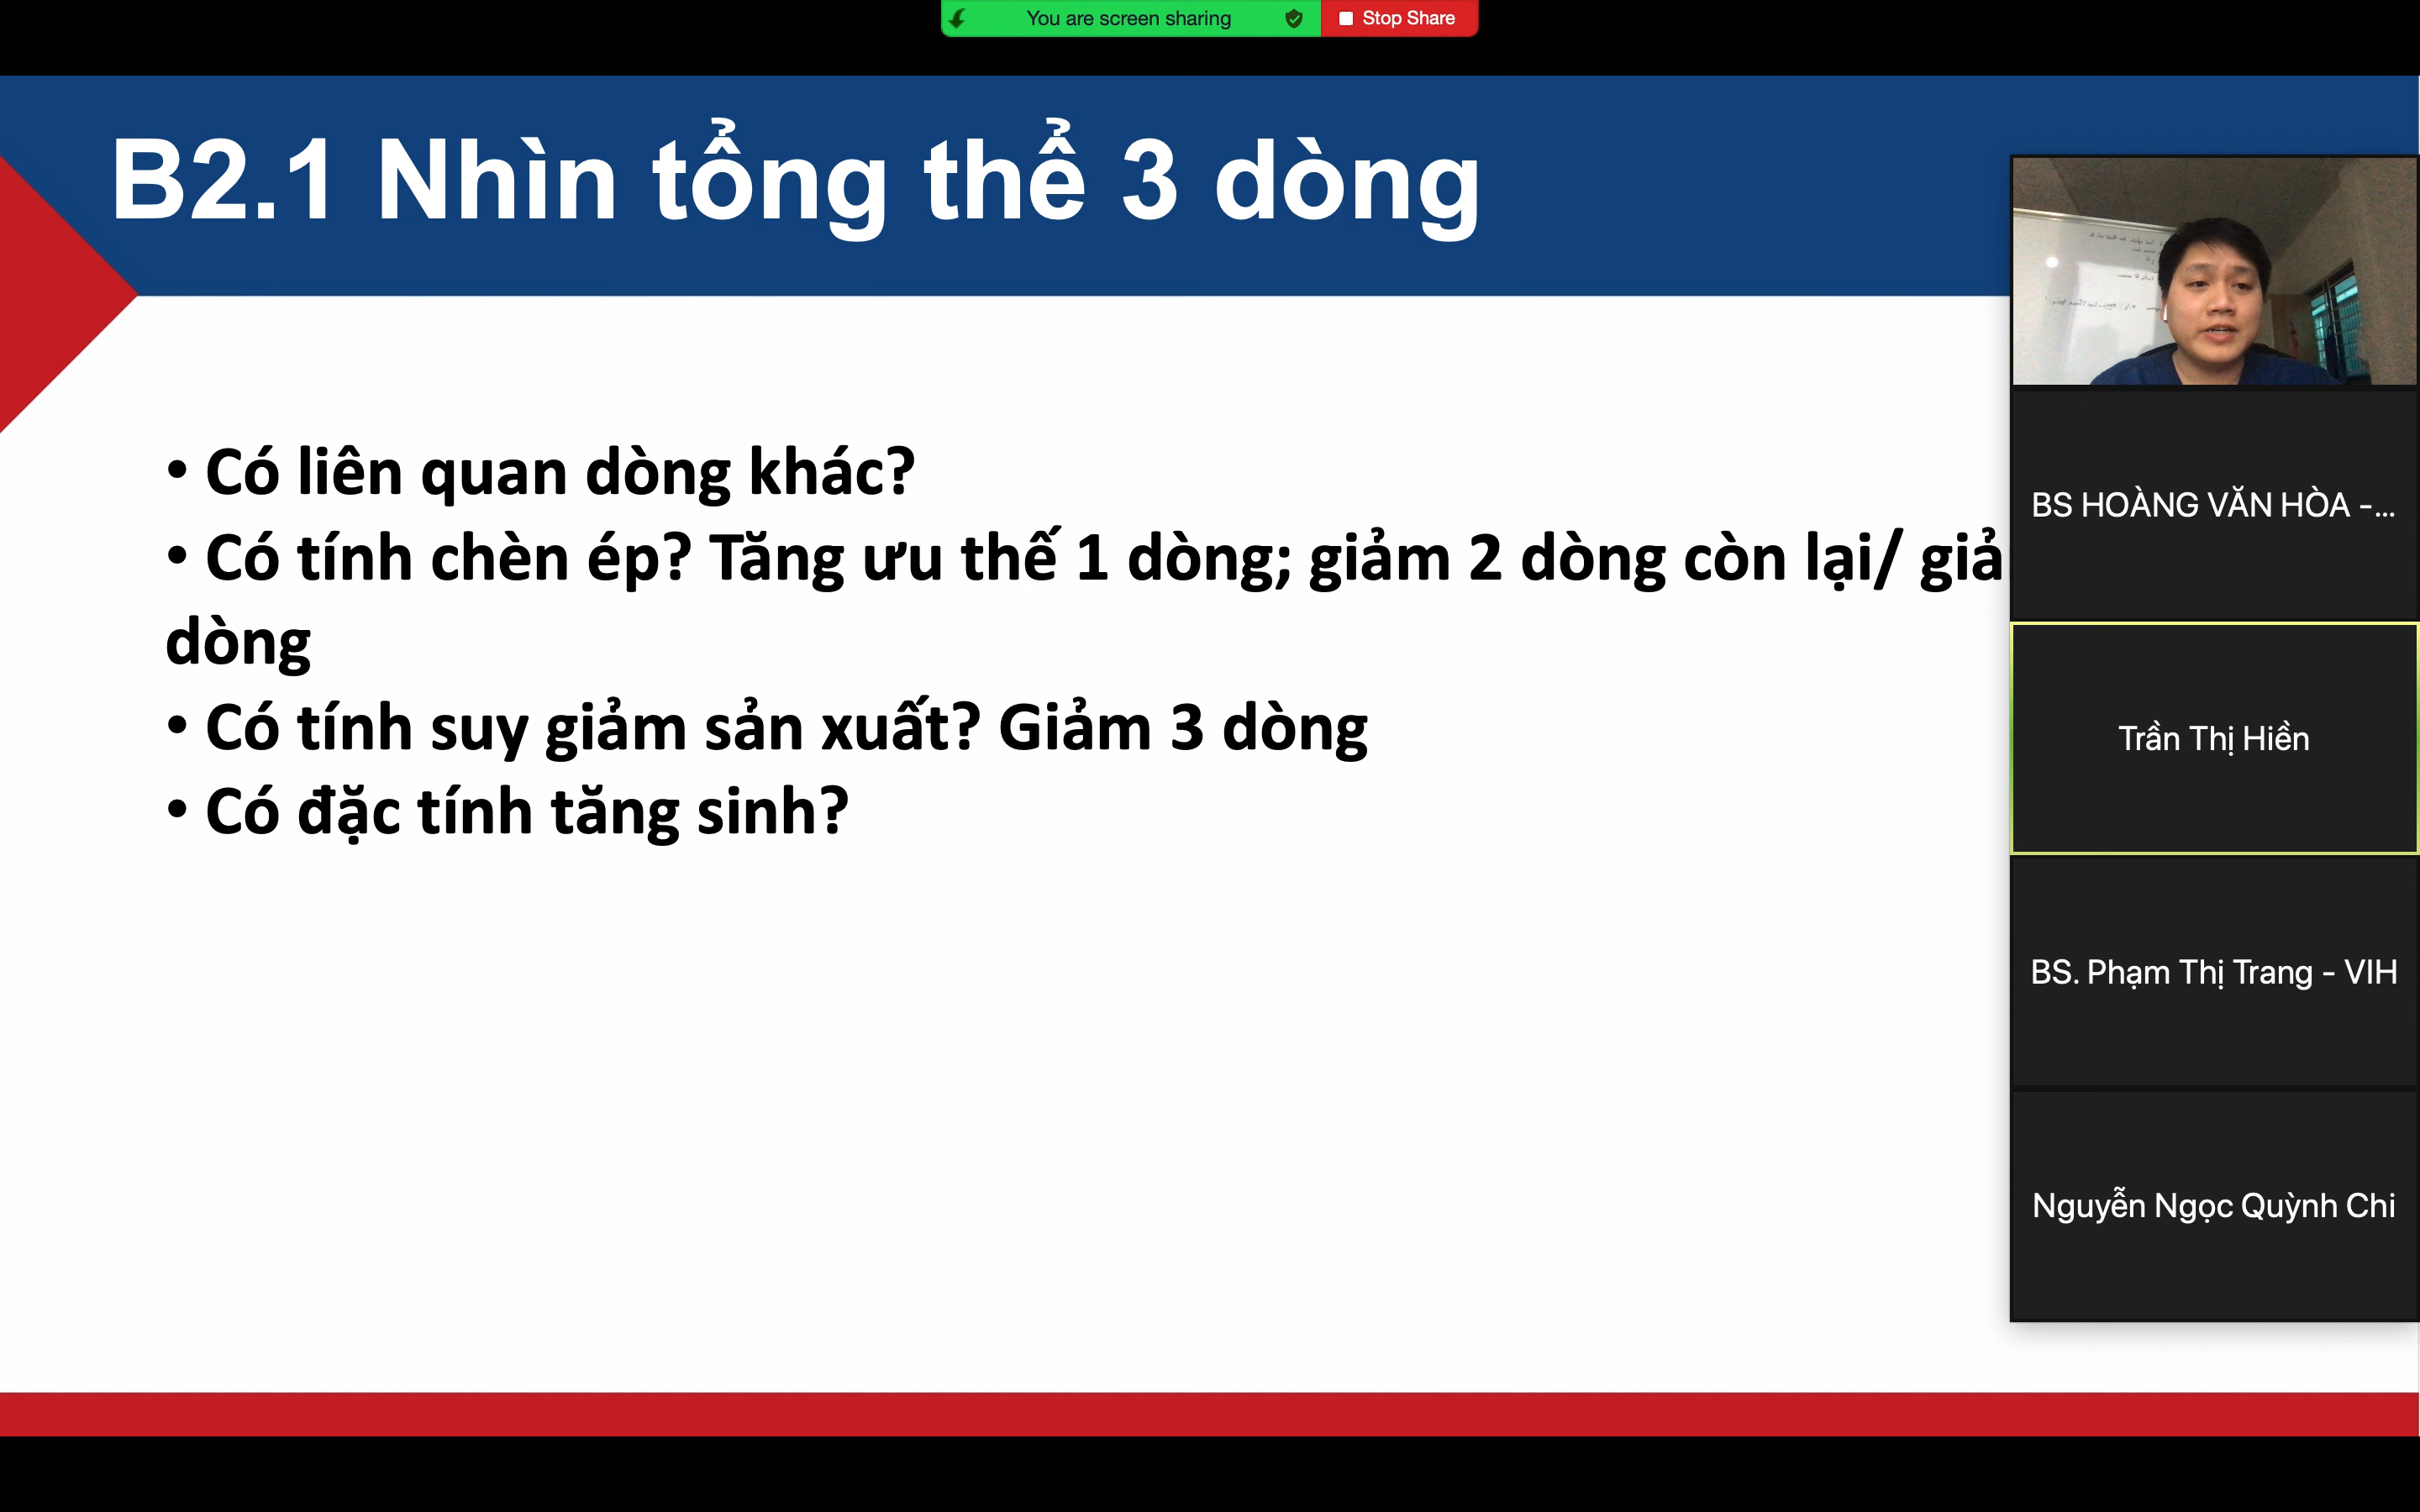 You are screen sharing
Stop Share
B2.1 Nhìn tổng thể 3 dòng
• Có liên quan dòng khác?
• Có tính chèn ép? Tăng ưu thế 1 dòng; giảm 2 dòng còn lại/ giả
dòng
• Có tính suy giảm sản xuất? Giảm 3 dòng
• Có đặc tính tăng sinh?
BS HOÀNG VĂN HÒA -...
Trần Thị Hiền
BS. Phạm Thị Trang - VIH
Nguyễn Ngọc Quỳnh Chi